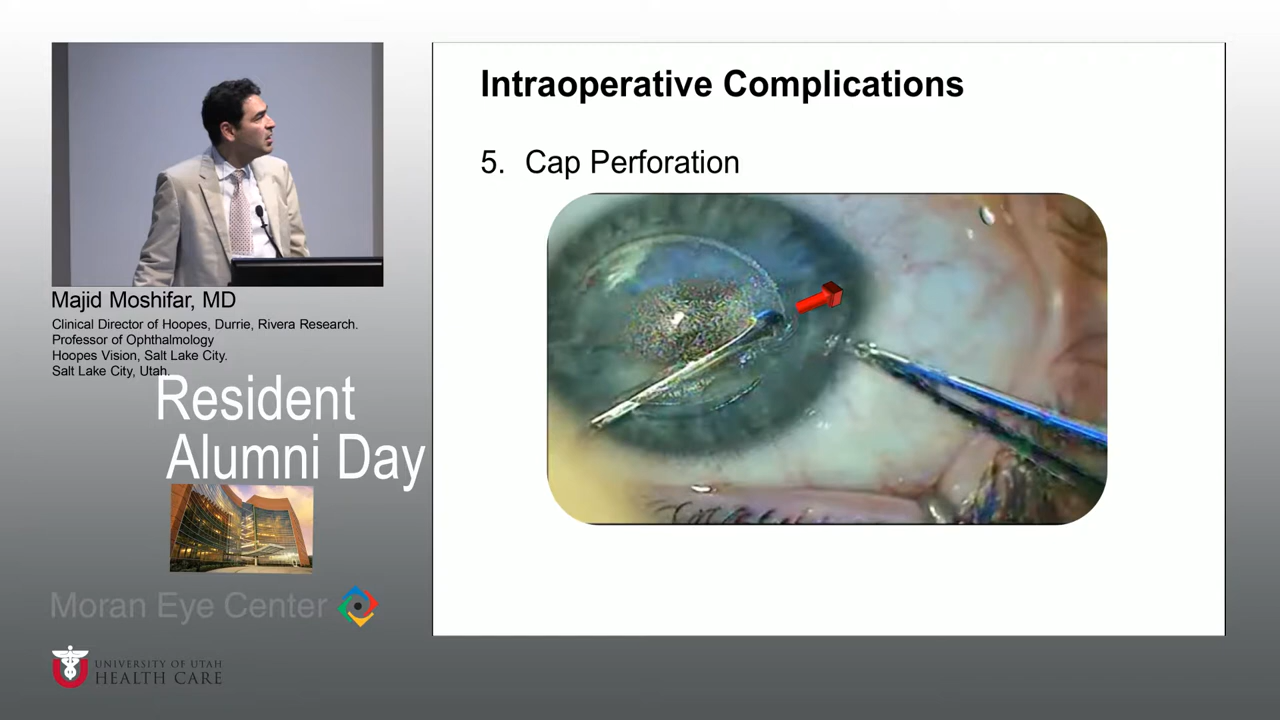 Intraoperative Complications
5. Cap Perforation
Majid Moshifar, MD
Clinical Director of Hoopes, Durrie, Rivera Research.
Professor of Ophthalmology
Hoopes Vision, Salt Lake City.
Salt Lake City, Utah.
Resident
Alumni Day
Moran Eye Center
UNIVERSITY OF UTAH
HEALTH CARE